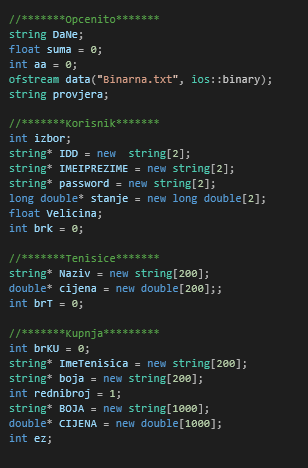 //*******Opcenito*******
string DaNe;
float suma = 0;
int aa = 0;
ofstream data("Binarna.txt", ios::binary);
string provjera;

//*******Korisnik*******
int izbor;
string* IDD = new  string[2];
string* IMEIPREZIME = new string[2];
string* password = new string[2];
long double* stanje = new long double[2];
float Velicina;
int brk = 0;

//*******Tenisice*******
string* Naziv = new string[200];
double* cijena = new double[200];;
int brT = 0;

//*******Kupnja*********
int brKU = 0;
string* ImeTenisica = new string[200];
string* boja = new string[200];
int rednibroj = 1;
string* BOJA = new string[1000];
double* CIJENA = new double[1000];
int ez;